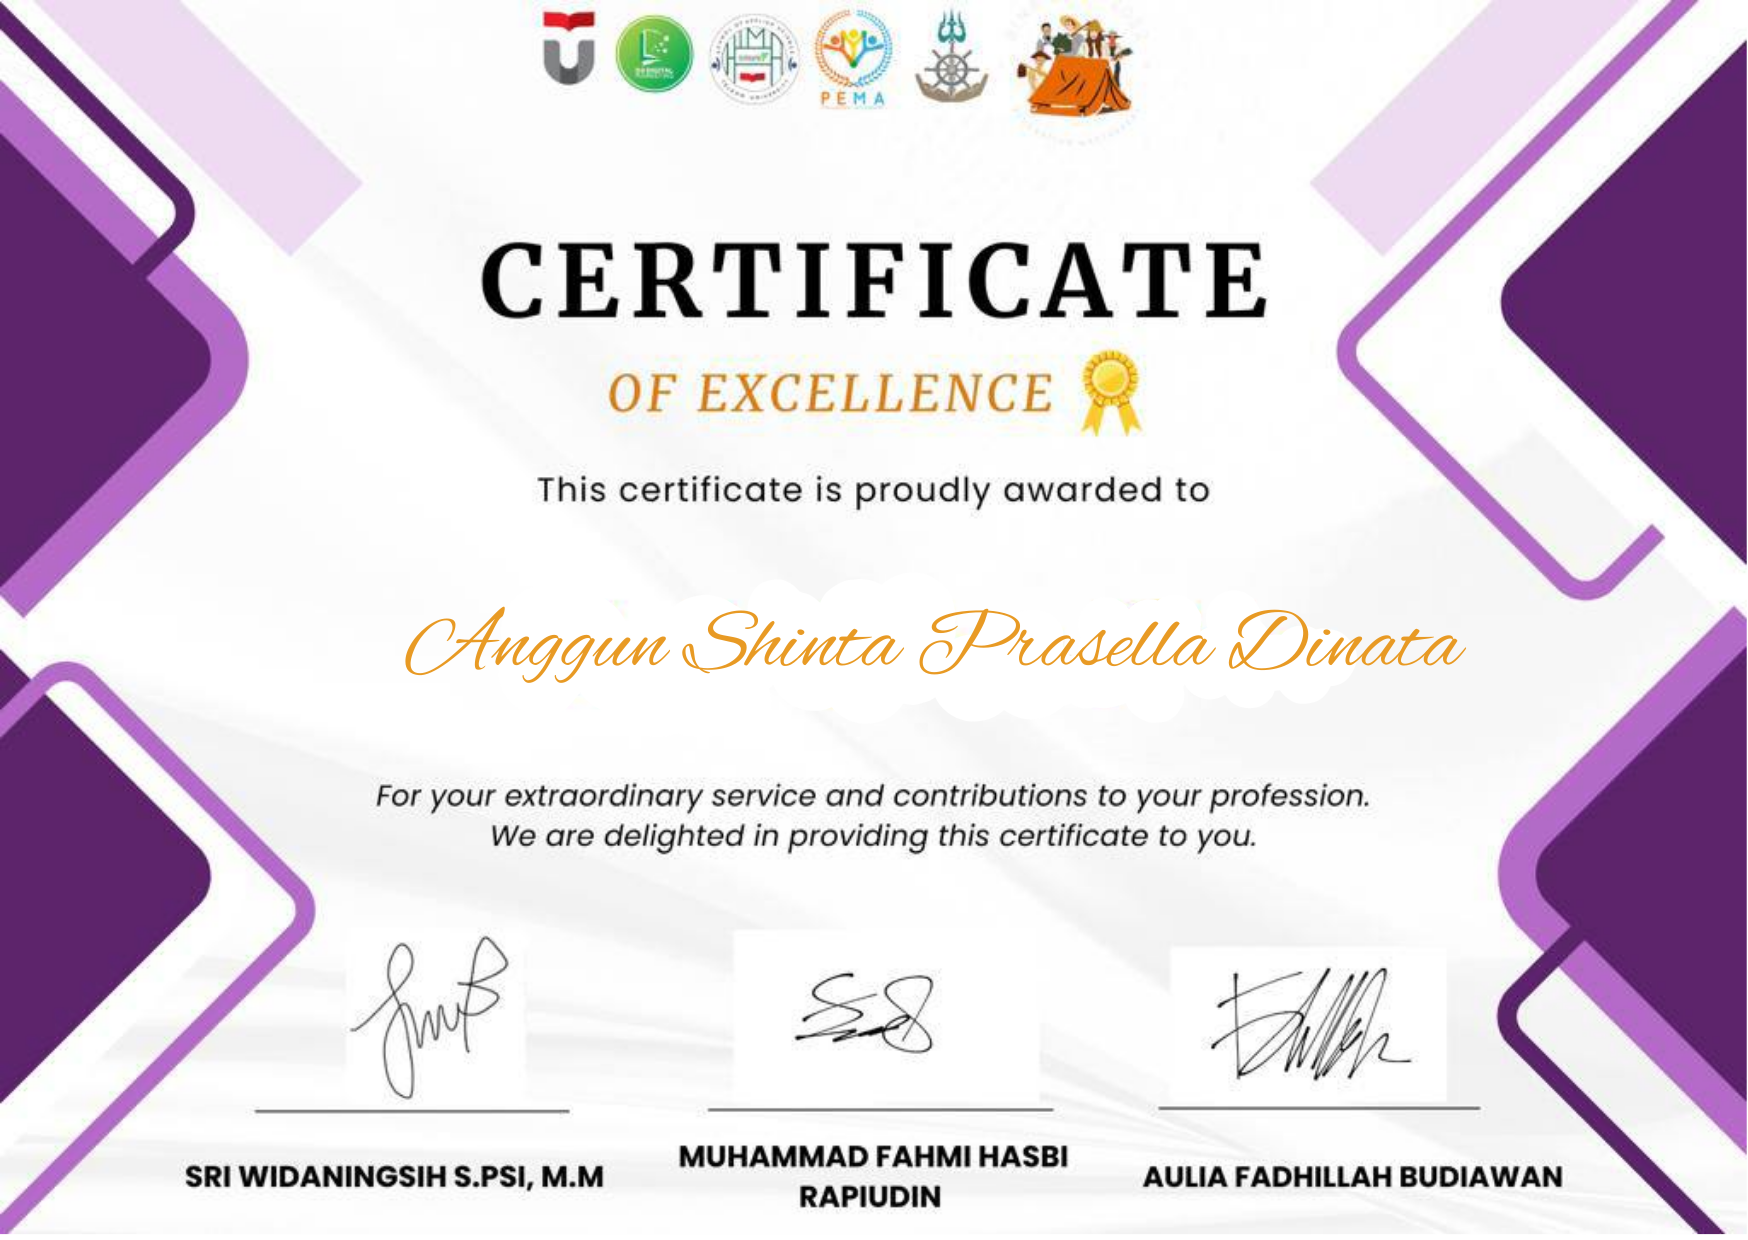 PEMA
CERTIFICATE
OF EXCELLENCE
This certificate is proudly awarded to
Anggun Shinta Prasella Dinata
For your extraordinary service and contributions to your profession.
We are delighted in providing this certificate to you.
SRI WIDANINGSIH S.PSI, M.M
MUHAMMAD FAHMI HASBI
RAPIUDIN
AULIA FADHILLAH BUDIAWAN